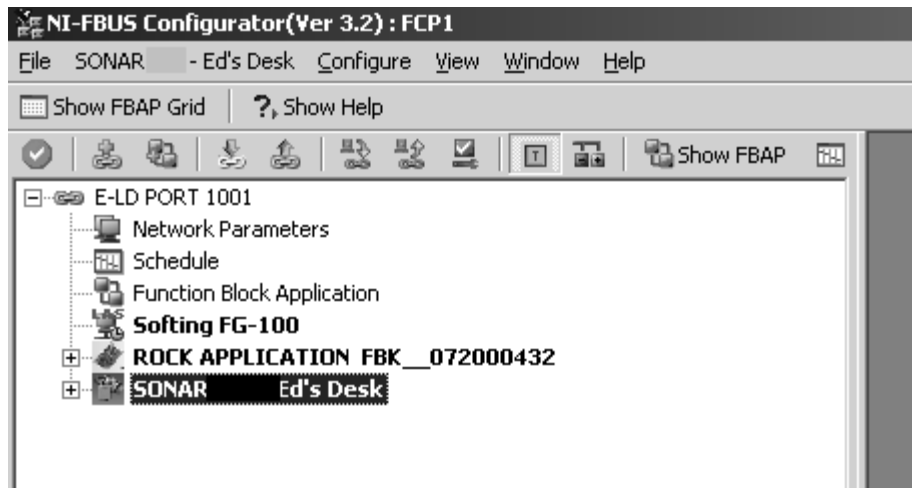 NI-FBUS Configurator(Ver 3.2) : FCP1
File SONAR - Ed's Desk Configure View Window Help
Show FBAP Grid ?, Show Help
T Show FBAP
E-LD PORT 1001
Network Parameters
Schedule
Function Block Application
Softing FG-100
ROCK APPLICATION FBK__072000432
SONAR Ed's Desk